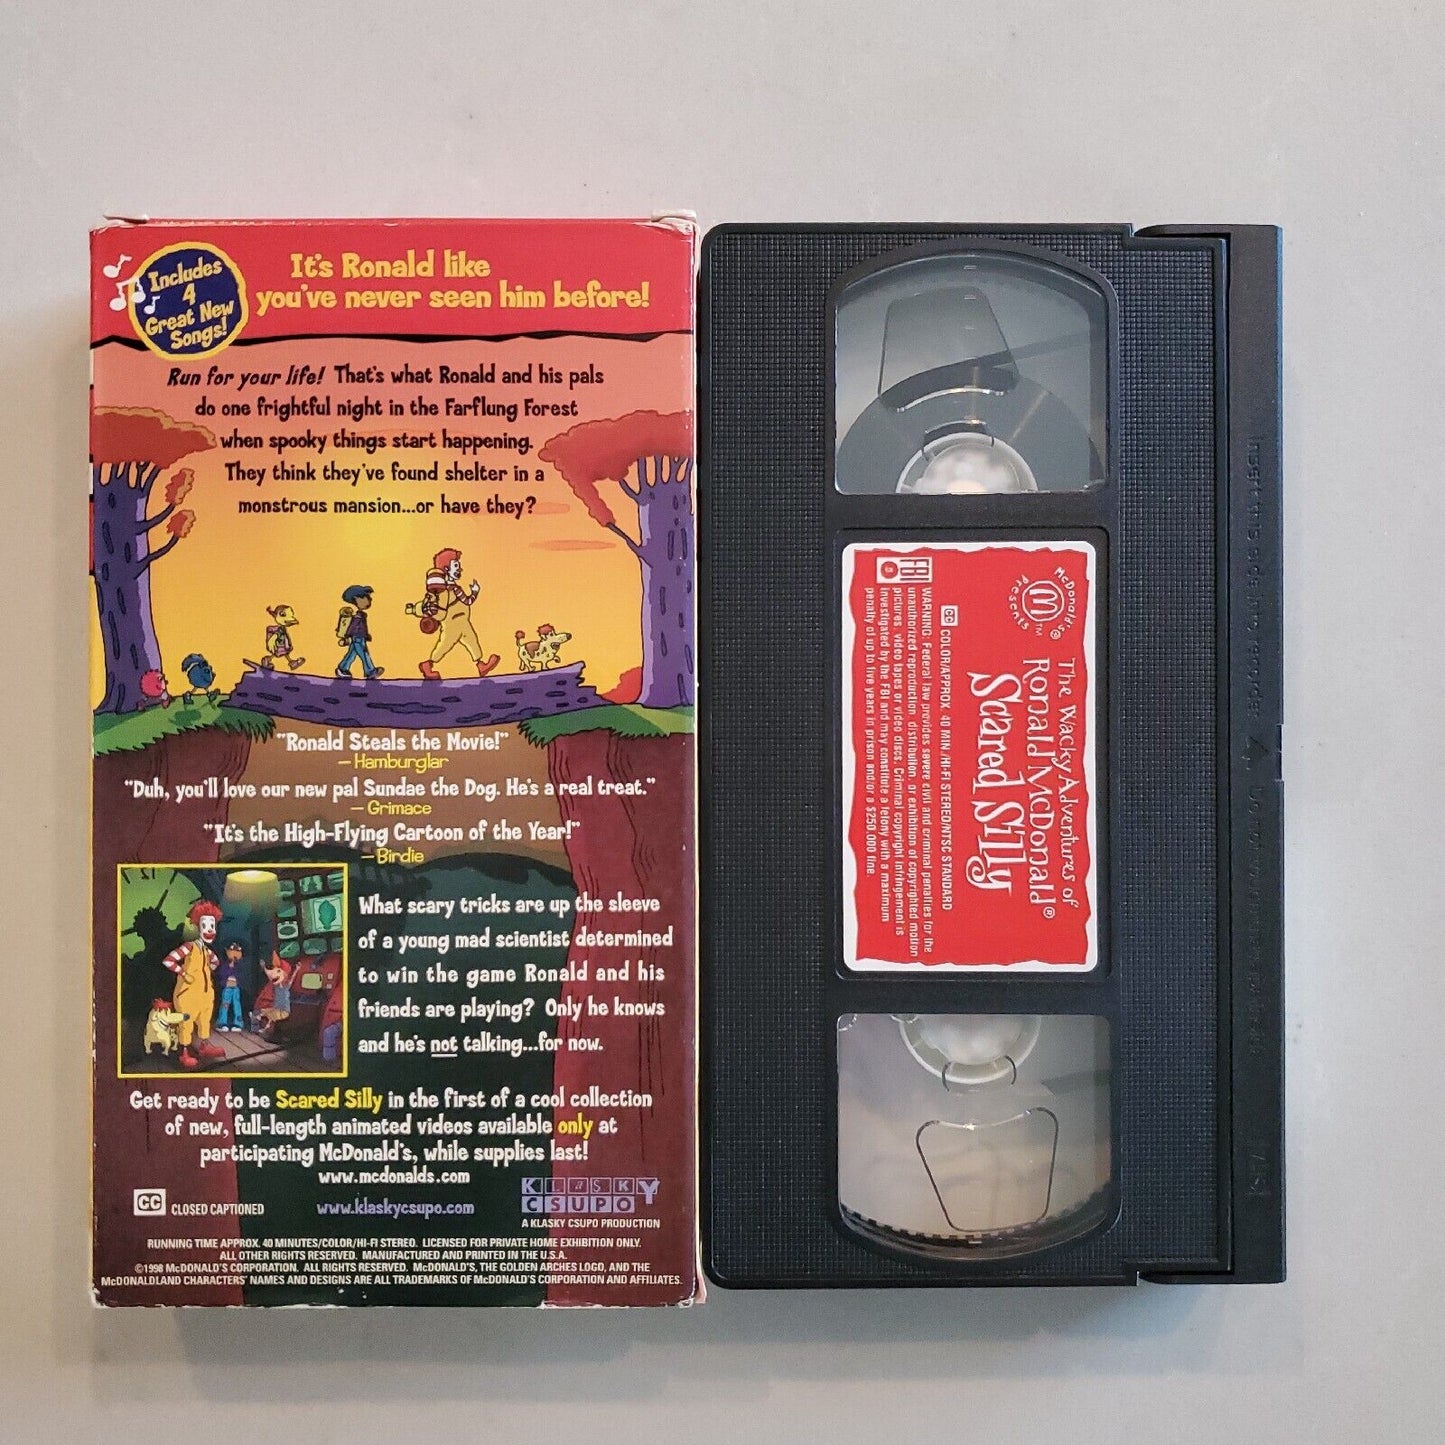 Includes
4
Great New
Songs!
It's Ronald like
you've never seen him before!
Run for your life! That's what Ronald and his pals
do one frightful night in the Farflung Forest
when spooky things start happening.
They think they've found shelter in a
monstrous mansion...or have they?
"Ronald Steals the Movie!"
— Hamburglar
"Duh, you'll love our new pal Sundae the Dog. He's a real treat."
— Grimace
"It's the High-Flying Cartoon of the Year!"
— Birdie
What scary tricks are up the sleeve
of a young mad scientist determined
to win the game Ronald and his
friends are playing? Only he knows
and he's not talking...for now.
Get ready to be Scared Silly in the first of a cool collection
of new, full-length animated videos available only at
participating McDonald's, while supplies last!
www.mcdonalds.com
CC CLOSED CAPTIONED
www.klaskycsupo.com
KLASKY
CSUPO
A KLASKY CSUPO PRODUCTION
RUNNING TIME APPROX. 40 MINUTES/COLOR/HI-FI STEREO. LICENSED FOR PRIVATE HOME EXHIBITION ONLY.
ALL OTHER RIGHTS RESERVED. MANUFACTURED AND PRINTED IN THE U.S.A.
©1998 McDONALD'S CORPORATION. ALL RIGHTS RESERVED. McDONALD'S, THE GOLDEN ARCHES LOGO, AND THE
McDONALDLAND CHARACTERS' NAMES AND DESIGNS ARE ALL TRADEMARKS OF McDONALD'S CORPORATION AND AFFILIATES.
McDonald's®
M™
Presents
The Wacky Adventures of
Ronald McDonald®
Scared Silly
CC COLOR/APPROX. 40 MIN./HI-FI STEREO/NTSC STANDARD
FBI
WARNING: Federal law provides severe civil and criminal penalties for the
unauthorized reproduction, distribution, or exhibition of copyrighted motion
pictures, video tapes or video discs. Criminal copyright infringement is
investigated by the FBI and may constitute a felony with a maximum
penalty of up to five years in prison and/or a $250,000 fine.